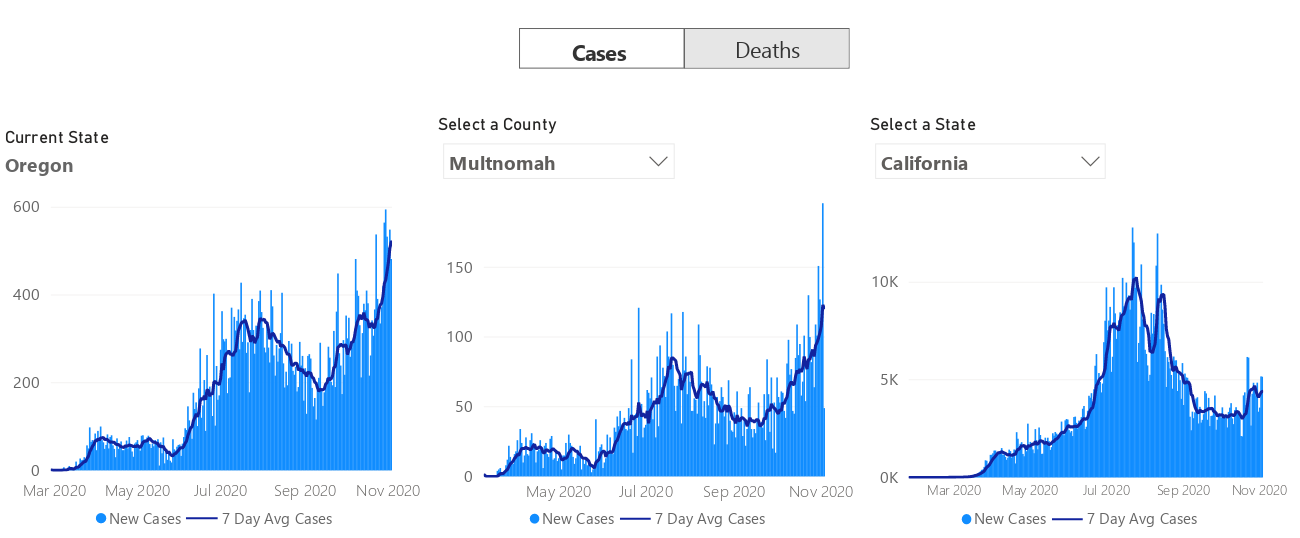 Cases Deaths
Current State
Oregon
600
400
200
0
Mar 2020 May 2020 Jul 2020 Sep 2020 Nov 2020
New Cases 7 Day Avg Cases
Select a County
Multnomah
150
100
50
0
May 2020 Jul 2020 Sep 2020 Nov 2020
New Cases 7 Day Avg Cases
Select a State
California
10K
5K
0K
Mar 2020 May 2020 Jul 2020 Sep 2020 Nov 2020
New Cases 7 Day Avg Cases